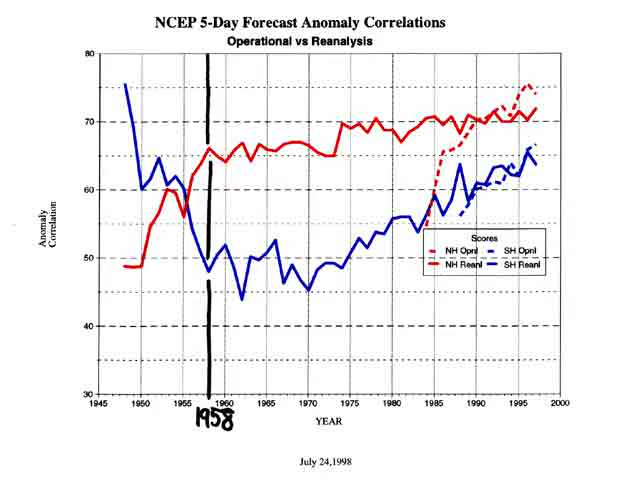 NCEP 5-Day Forecast Anomaly Correlations
Operational vs Reanalysis
80
70
60
50
40
30
Anomaly
Correlation
Scores
NH Opnl SH Opnl
NH Reanl SH Reanl
1945 1950 1955 1960 1965 1970 1975 1980 1985 1990 1995 2000
1958
YEAR
July 24,1998